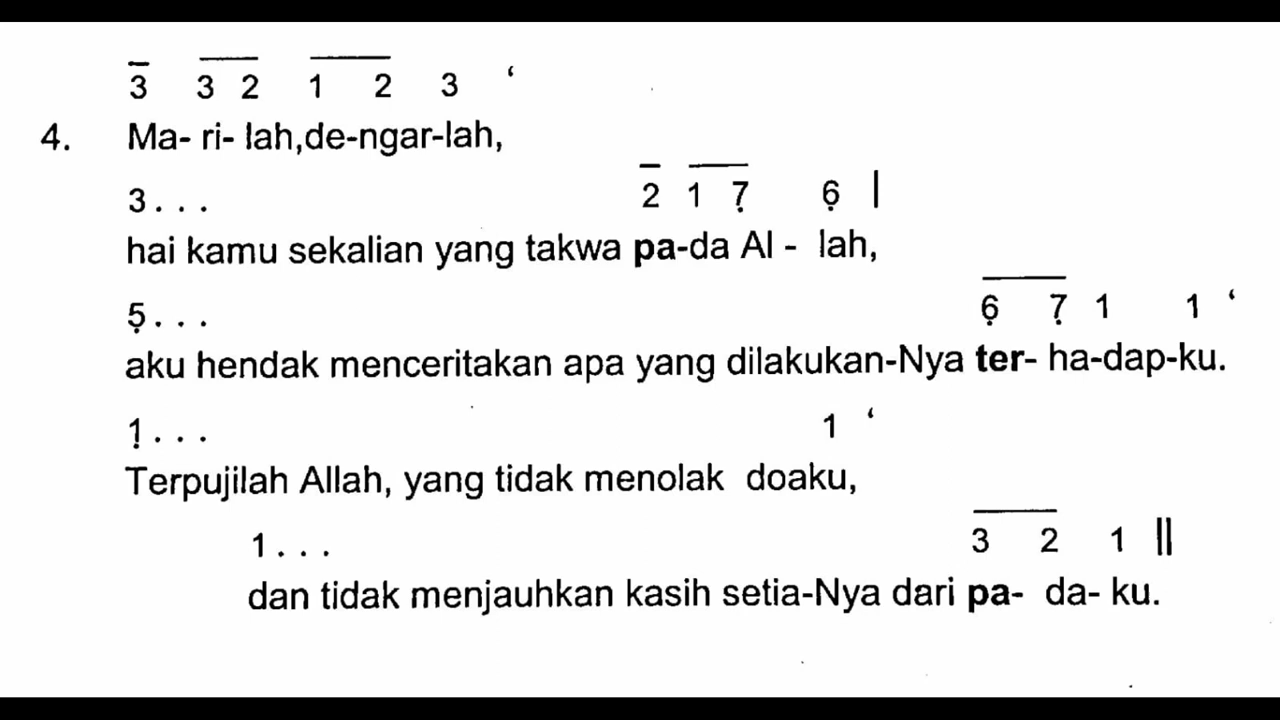 3 3 2 1 2 3 ‘
4. Ma- ri- lah,de-ngar-lah,
3 . . . 2 1 7̣ 6̣ |
hai kamu sekalian yang takwa pa-da Al - lah,
5̣ . . . 6̣ 7̣ 1 1 ‘
aku hendak menceritakan apa yang dilakukan-Nya ter- ha-dap-ku.
1̣ . . . 1 ‘
Terpujilah Allah, yang tidak menolak doaku,
1 . . . 3 2 1 ||
dan tidak menjauhkan kasih setia-Nya dari pa- da- ku.